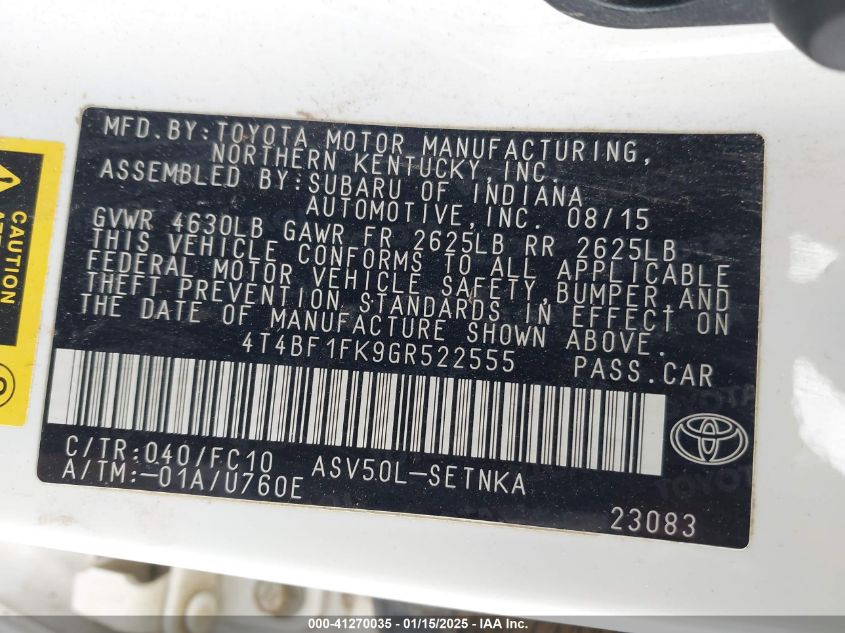 MFD.BY:TOYOTA MOTOR MANUFACTURING,
NORTHERN KENTUCKY,INC.
ASSEMBLED BY:SUBARU OF INDIANA
AUTOMOTIVE,INC. 08/15
GVWR 4630LB GAWR FR 2625LB RR 2625LB
THIS VEHICLE CONFORMS TO ALL APPLICABLE
FEDERAL MOTOR VEHICLE SAFETY,BUMPER,AND
THEFT PREVENTION STANDARDS IN EFFECT ON
THE DATE OF MANUFACTURE SHOWN ABOVE.
4T4BF1FK9GR522555 PASS.CAR
C/TR:040/FC10 ASV50L-SETNKA
A/TM:-01A/U760E
23083
CAUTION
000-41270035 - 01/15/2025 - IAA Inc.